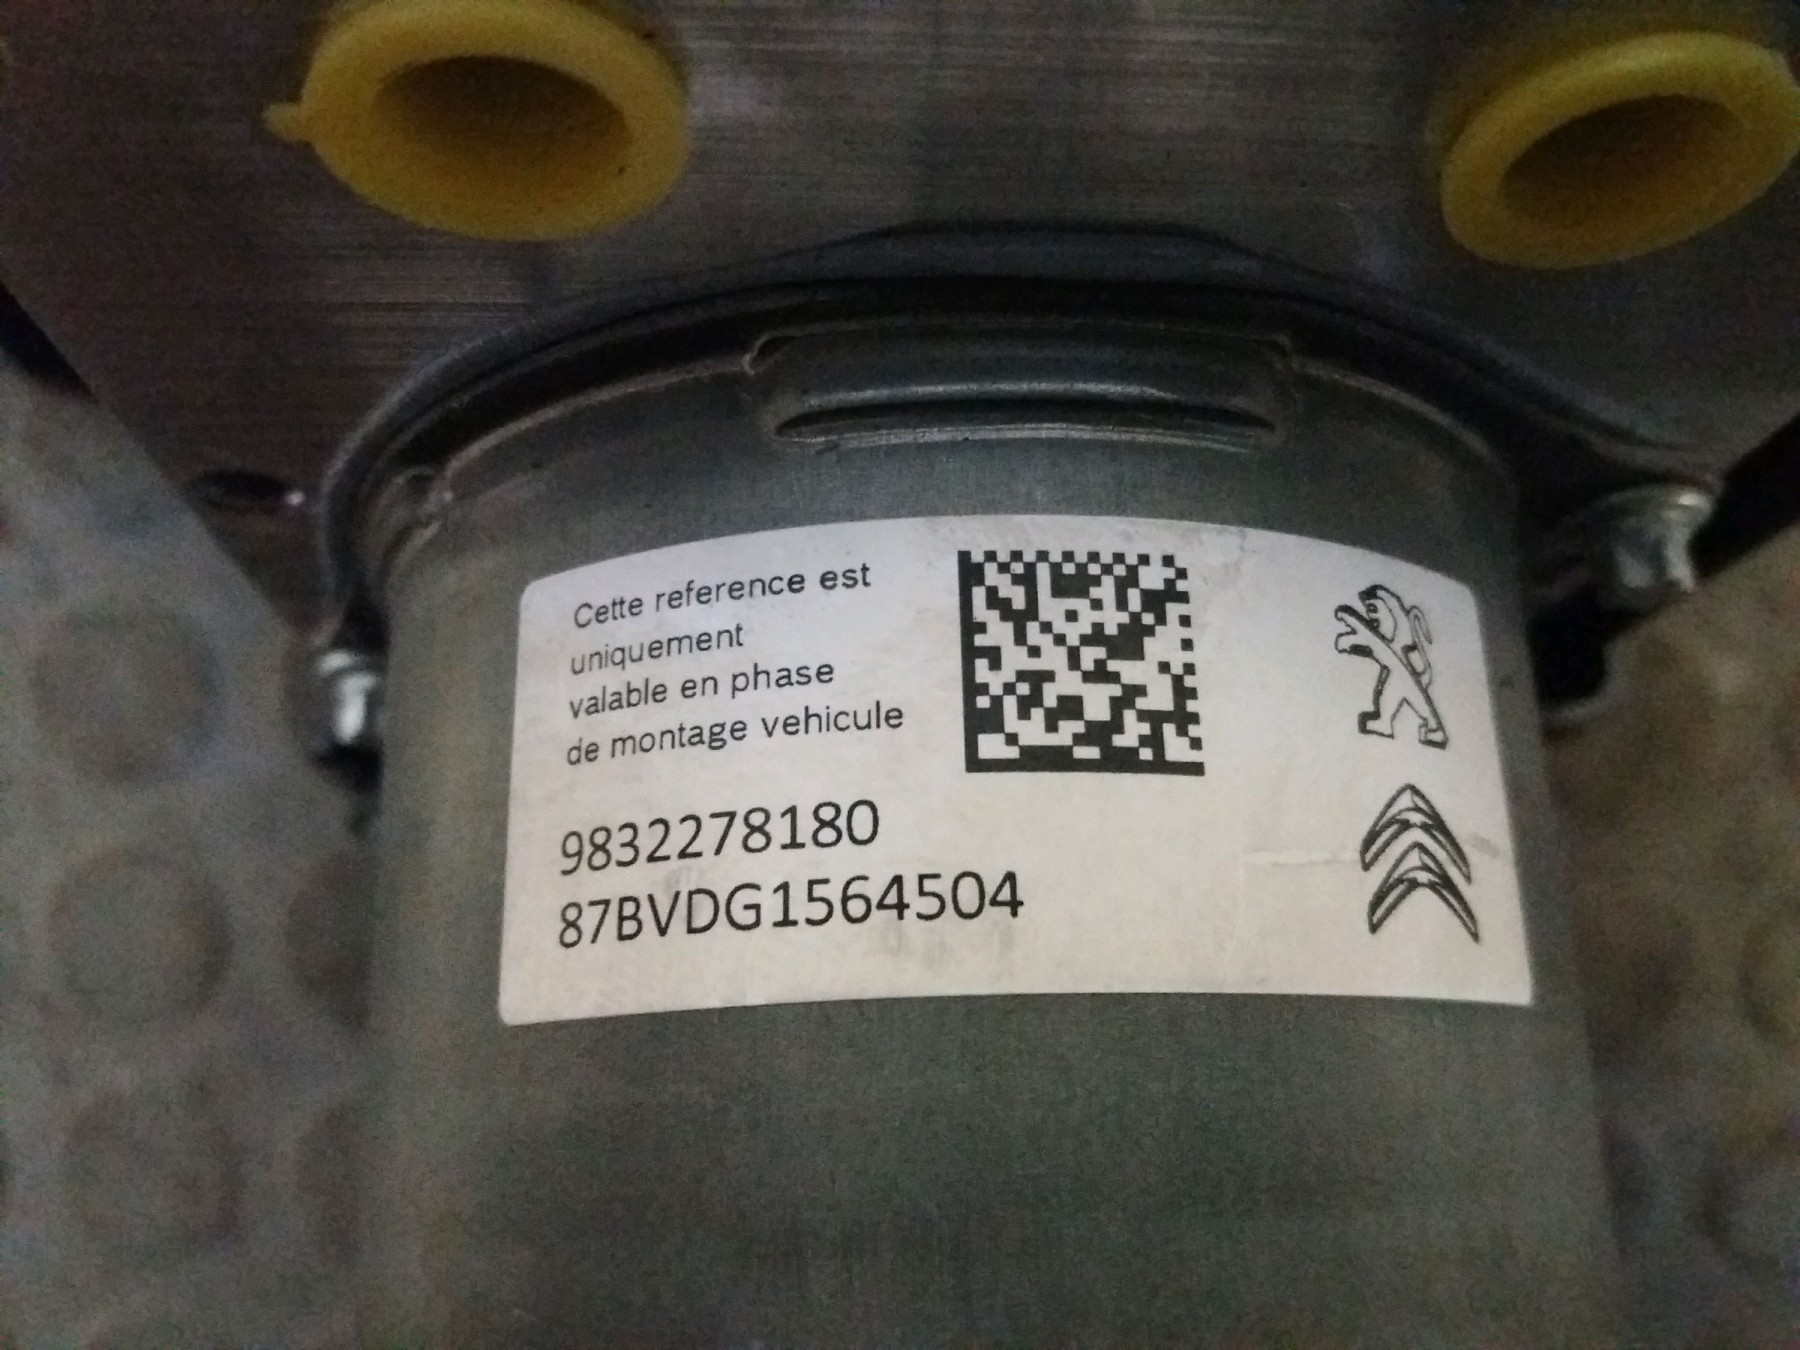 Cette reference est
uniquement
valable en phase
de montage vehicule
9832278180
87BVDG1564504